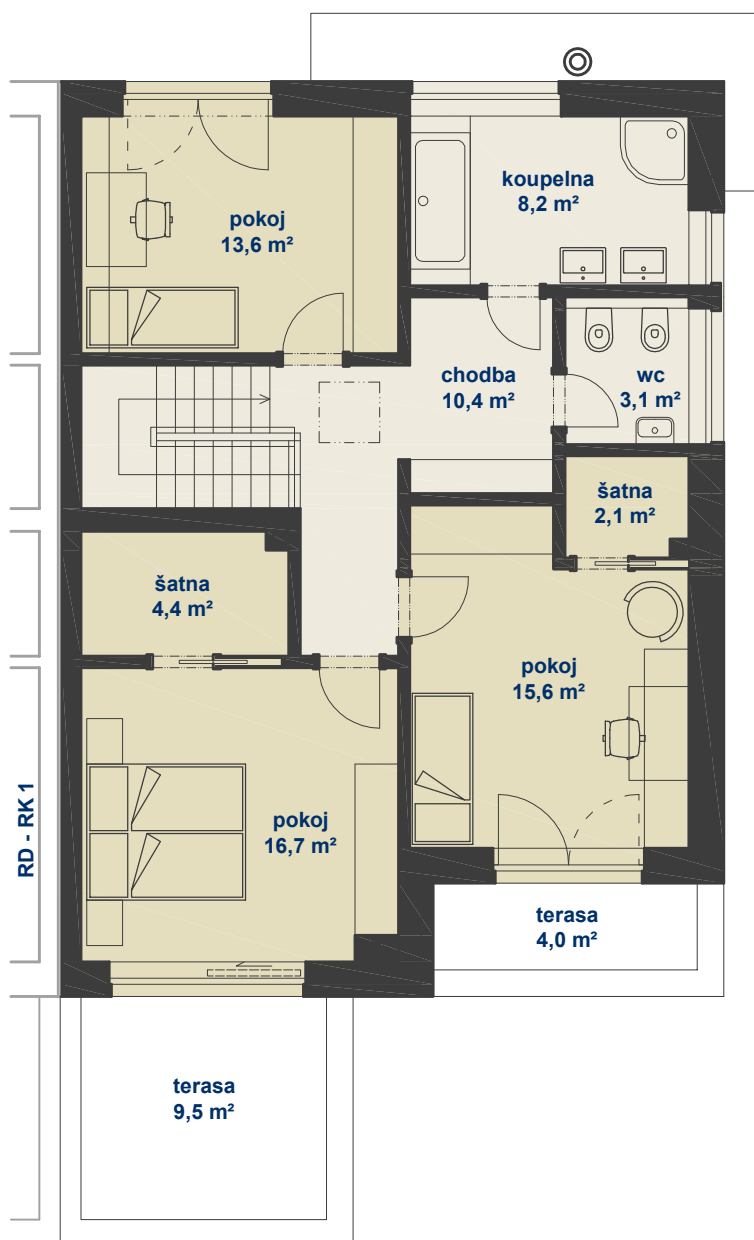 koupelna
8,2 m²
pokoj
13,6 m²
chodba
10,4 m²
wc
3,1 m²
šatna
2,1 m²
šatna
4,4 m²
pokoj
15,6 m²
pokoj
16,7 m²
RD - RK 1
terasa
4,0 m²
terasa
9,5 m²